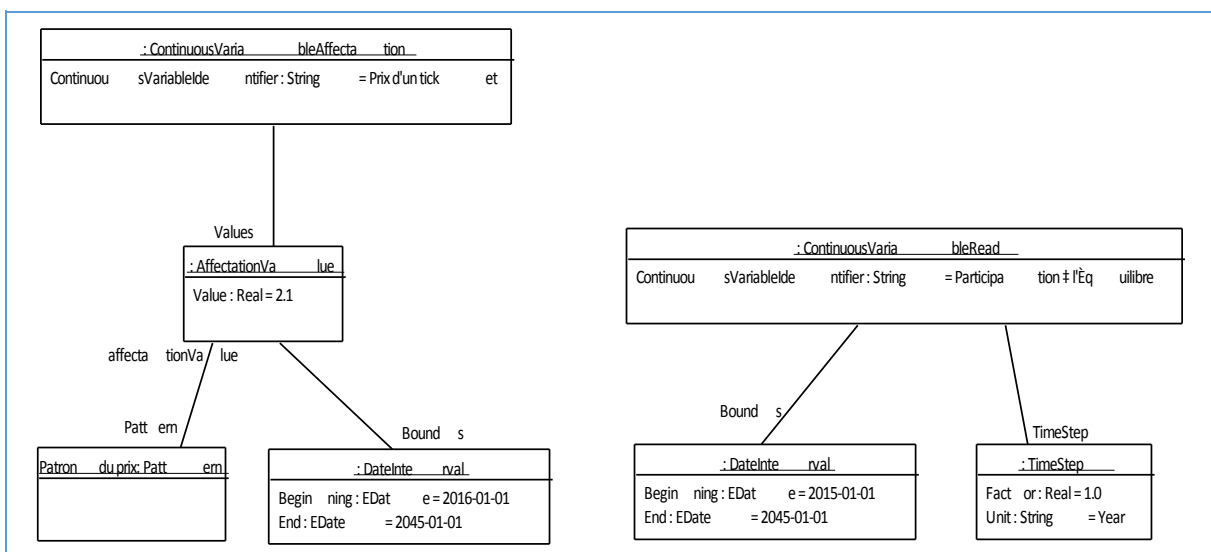 : ContinuousVaria bleAffecta tion
Continuou sVariableIde ntifier : String = Prix d'un tick et
Values
: AffectationVa lue
Value : Real = 2.1
affecta tionVa lue
Patt ern
Bound s
Patron du prix: Patt ern
: DateInte rval
Begin ning : EDat e = 2016-01-01
End : EDate = 2045-01-01
: ContinuousVaria bleRead
Continuou sVariableIde ntifier : String = Participa tion ‡ l'Èq uilibre
Bound s
TimeStep
: DateInte rval
Begin ning : EDat e = 2015-01-01
End : EDate = 2045-01-01
: TimeStep
Fact or : Real = 1.0
Unit : String = Year